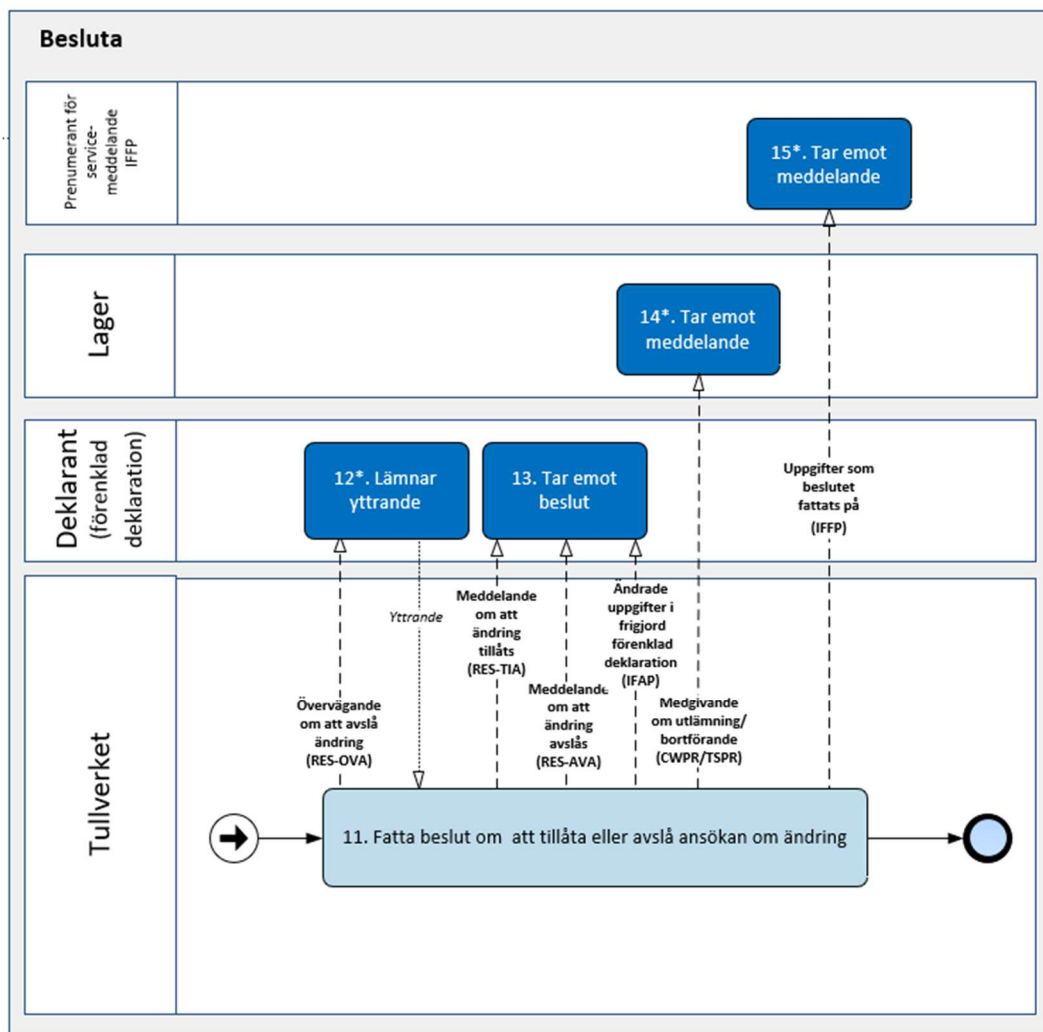 Besluta
Prenumerant för
service-
meddelande
IFFP
15*. Tar emot
meddelande
Lager
14*. Tar emot
meddelande
Deklarant
(förenklad
deklaration)
12*. Lämnar
yttrande
13. Tar emot
beslut
Uppgifter som
beslutet
fattats på
(IFFP)
Tullverket
Yttrande
Övervägande
om att avslå
ändring
(RES-OVA)
Meddelande
om att
ändring
tillåts
(RES-TIA)
Meddelande
om att
ändring
avslås
(RES-AVA)
Ändrade
uppgifter i
frigjord
förenklad
deklaration
(IFAP)
Medgivande
om utlämning/
bortförande
(CWPR/TSPR)
11. Fatta beslut om  att tillåta eller avslå ansökan om ändring